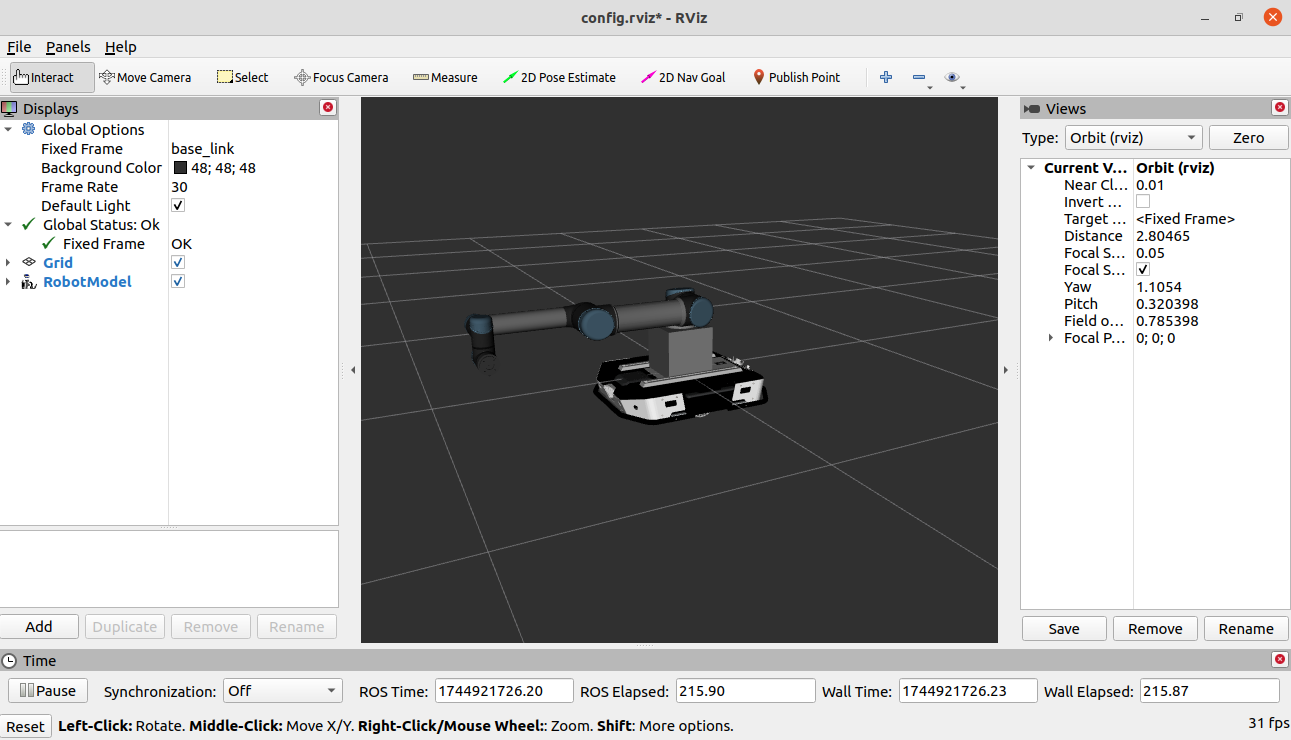 config.rviz* - RViz
File Panels Help
Interact Move Camera Select Focus Camera Measure 2D Pose Estimate 2D Nav Goal Publish Point
Displays
Global Options
Fixed Frame base_link
Background Color 48; 48; 48
Frame Rate 30
Default Light
Global Status: Ok
Fixed Frame OK
Grid
RobotModel
Add Duplicate Remove Rename
Views
Type: Orbit (rviz) Zero
Current V... Orbit (rviz)
Near Cl... 0.01
Invert ...
Target ... <Fixed Frame>
Distance 2.80465
Focal S... 0.05
Focal S...
Yaw 1.1054
Pitch 0.320398
Field o... 0.785398
Focal P... 0; 0; 0
Save Remove Rename
Time
Pause Synchronization: Off ROS Time: 1744921726.20 ROS Elapsed: 215.90 Wall Time: 1744921726.23 Wall Elapsed: 215.87
Reset Left-Click: Rotate. Middle-Click: Move X/Y. Right-Click/Mouse Wheel:: Zoom. Shift: More options. 31 fps